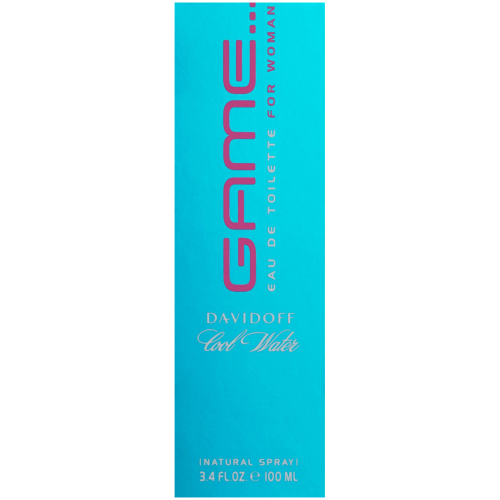 GAME...
EAU DE TOILETTE FOR WOMAN
DAVIDOFF
Cool Water
[NATURAL SPRAY]
3.4 FL.OZ. ℮ 100 ML